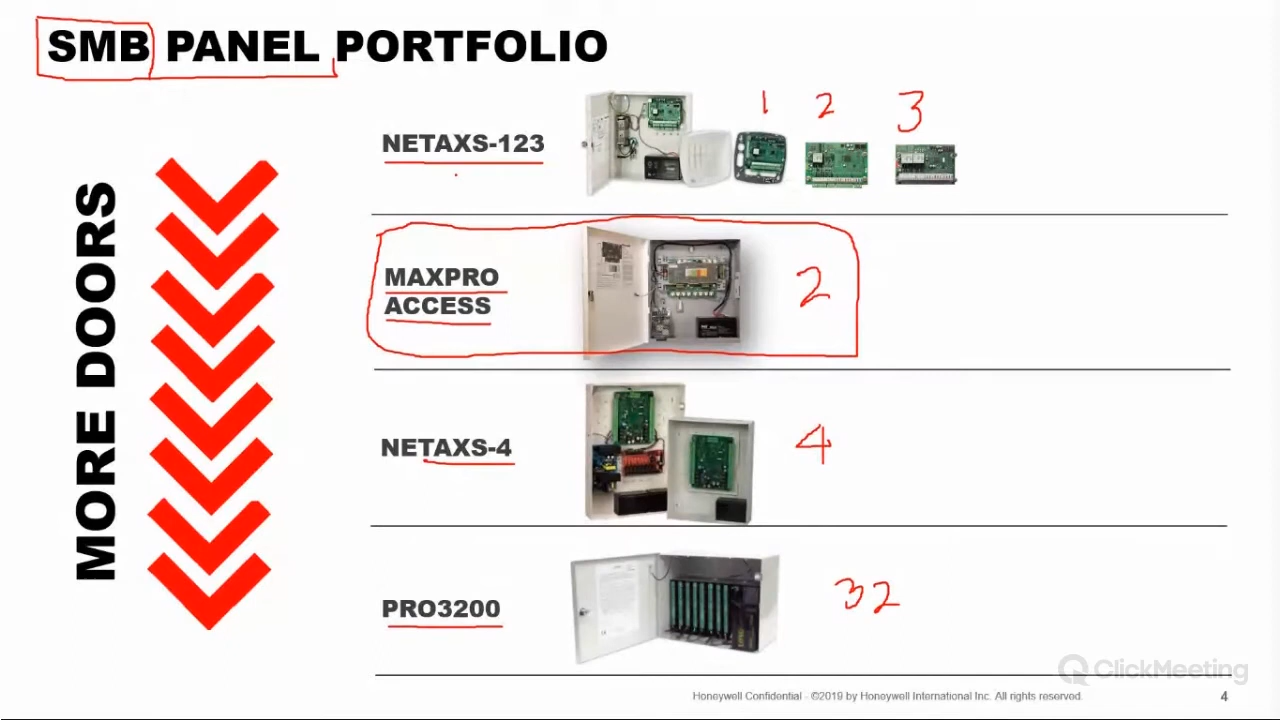 SMB PANEL PORTFOLIO
MORE DOORS
NETAXS-123
1 2 3
MAXPRO
ACCESS
2
NETAXS-4
4
PRO3200
32
ClickMeeting
Honeywell Confidential - ©2019 by Honeywell International Inc. All rights reserved.
4